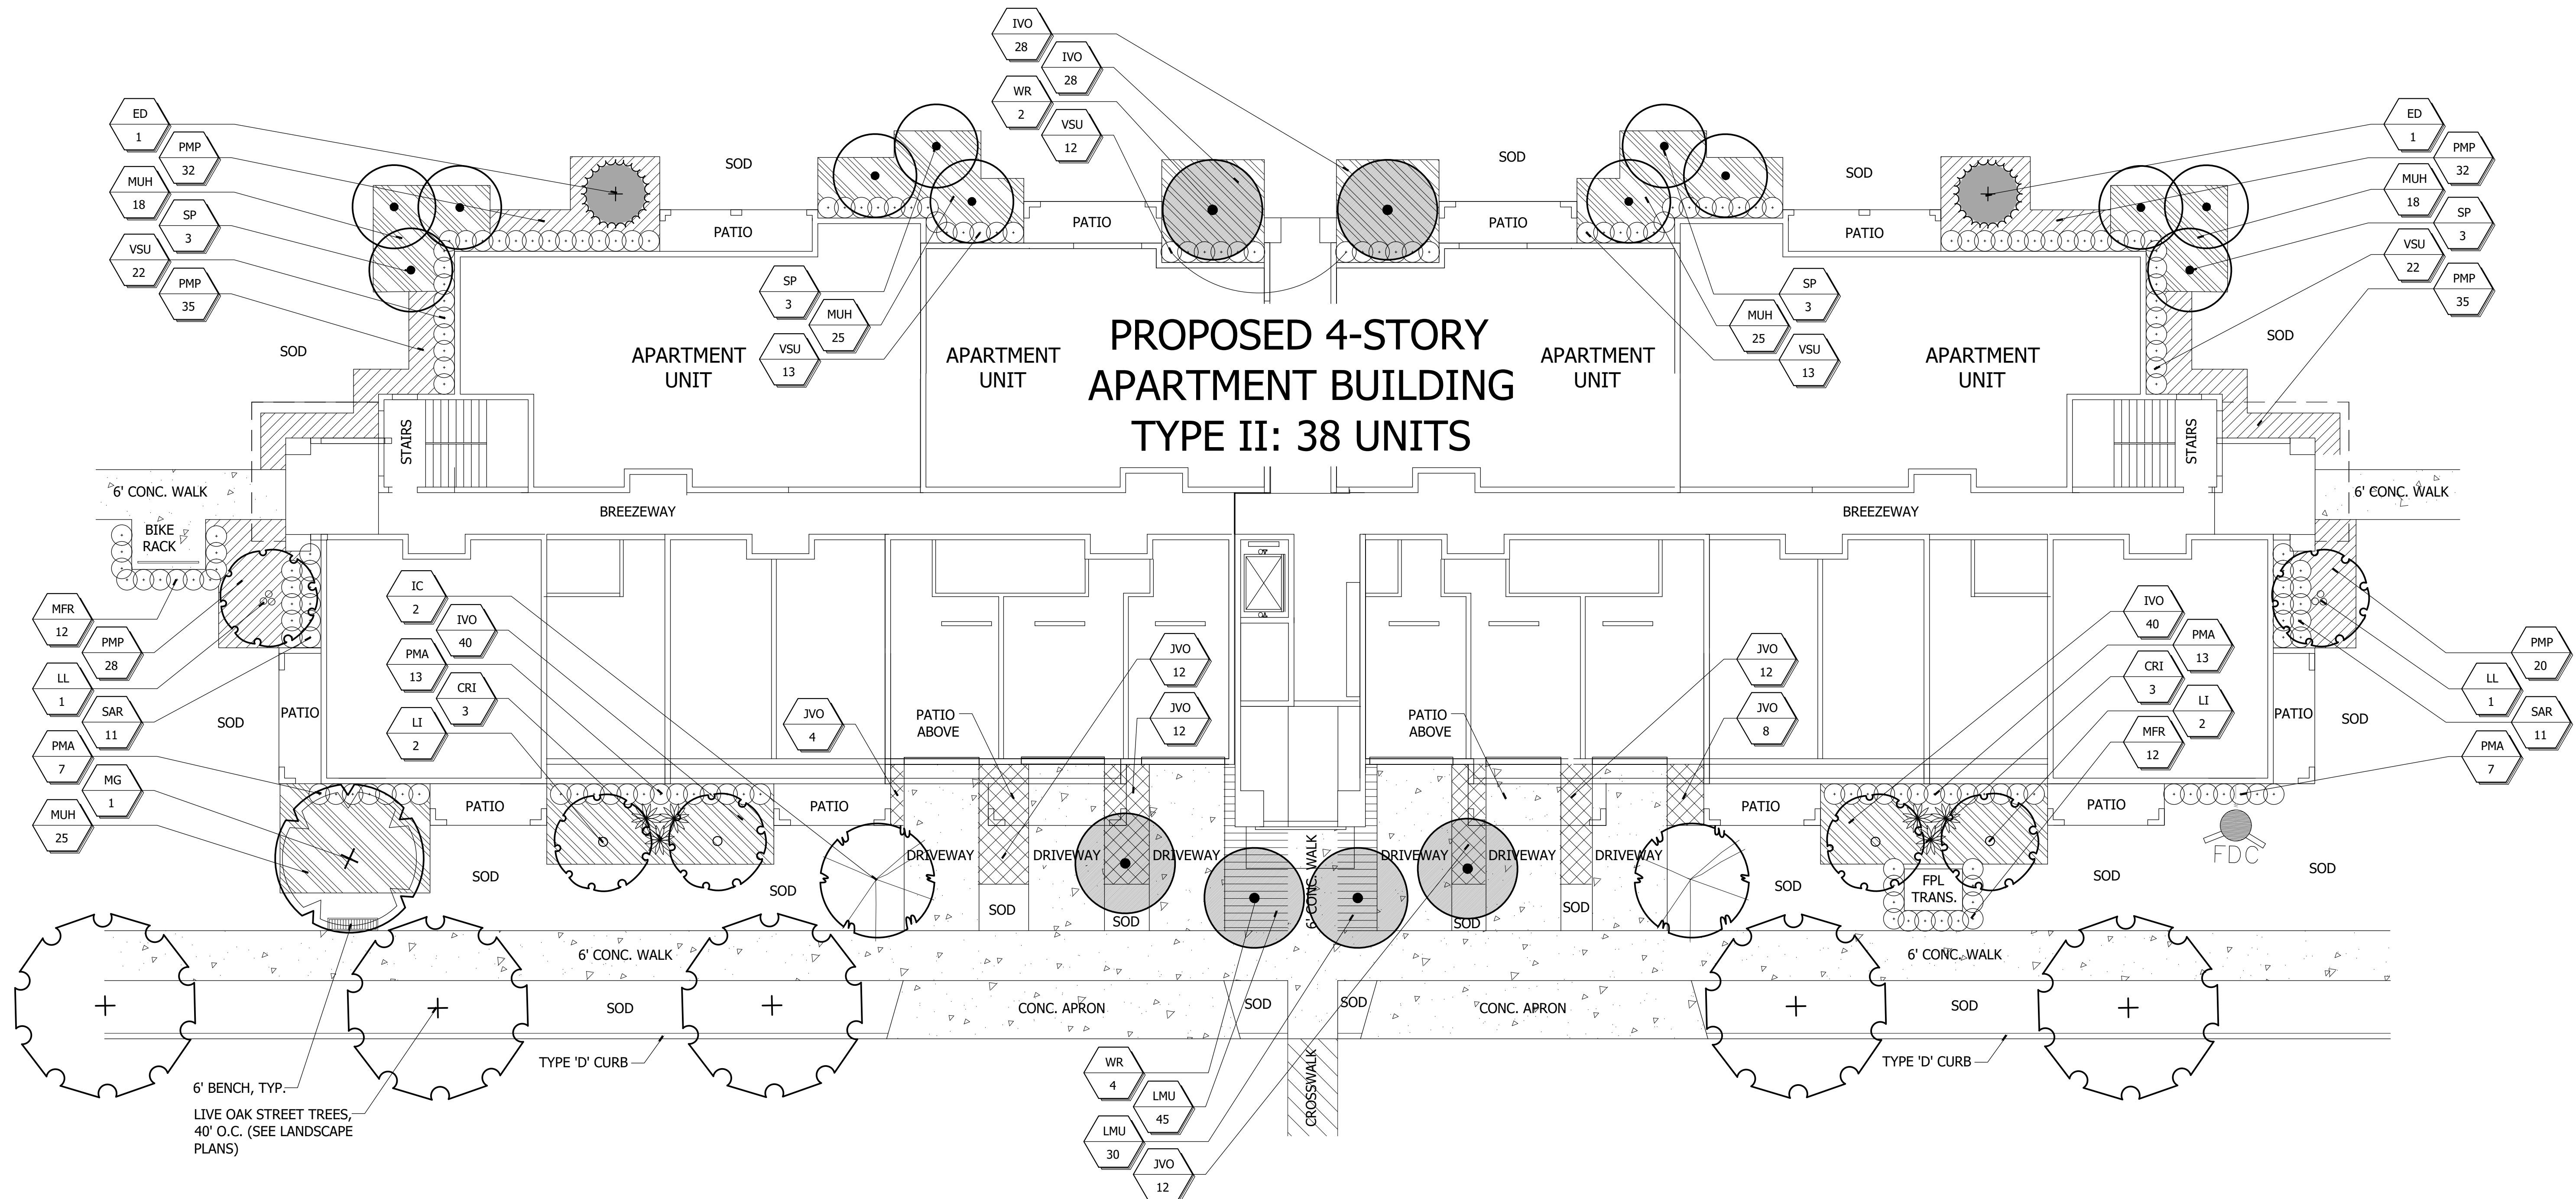 IVO
28
IVO
28
WR
2
VSU
12
ED
1
PMP
32
MUH
18
SP
3
VSU
22
PMP
35
ED
1
PMP
32
MUH
18
SP
3
VSU
22
PMP
35
SOD
SOD
SOD
PATIO
PATIO
PATIO
PATIO
SP
3
MUH
25
VSU
13
SP
3
MUH
25
VSU
13
SOD
SOD
PROPOSED 4-STORY
APARTMENT BUILDING
TYPE II: 38 UNITS
APARTMENT
UNIT
APARTMENT
UNIT
APARTMENT
UNIT
APARTMENT
UNIT
STAIRS
STAIRS
6' CONC. WALK
6' CONC. WALK
BIKE
RACK
BREEZEWAY
BREEZEWAY
MFR
12
PMP
28
LL
1
SAR
11
PMA
7
MG
1
MUH
25
IC
2
IVO
40
PMA
13
CRI
3
LI
2
JVO
4
JVO
12
JVO
12
JVO
12
JVO
8
IVO
40
PMA
13
CRI
3
LI
2
MFR
12
PMP
20
LL
1
SAR
11
PMA
7
SOD
PATIO
PATIO
ABOVE
PATIO
ABOVE
PATIO
SOD
PATIO
PATIO
PATIO
PATIO
DRIVEWAY
DRIVEWAY
DRIVEWAY
DRIVEWAY
DRIVEWAY
DRIVEWAY
6' CONC. WALK
FDC
FPL
TRANS.
SOD
SOD
SOD
SOD
SOD
SOD
SOD
SOD
SOD
6' CONC. WALK
6' CONC. WALK
SOD
CONC. APRON
SOD
SOD
CONC. APRON
SOD
TYPE 'D' CURB
TYPE 'D' CURB
CROSSWALK
6' BENCH, TYP.
LIVE OAK STREET TREES,
40' O.C. (SEE LANDSCAPE
PLANS)
WR
4
LMU
45
LMU
30
JVO
12